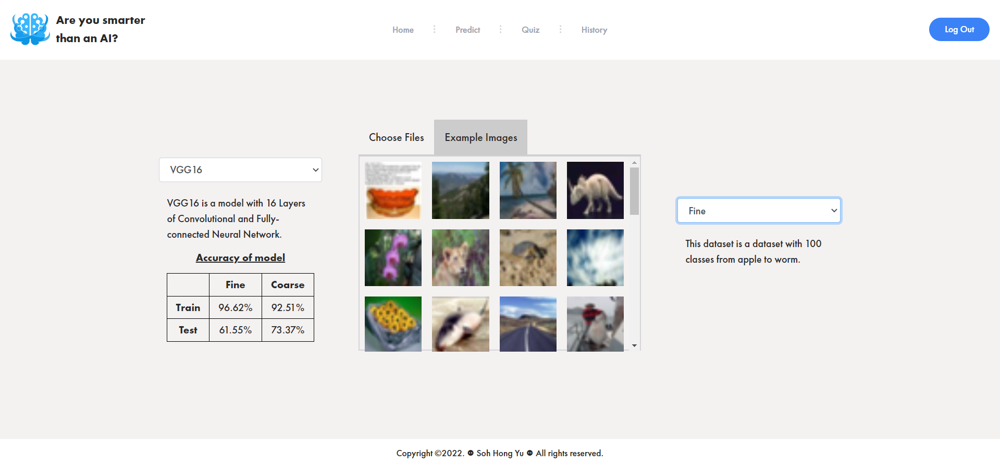 Are you smarter
than an AI?
Home
Predict
Quiz
History
Log Out
Choose Files
Example Images
VGG16
VGG16 is a model with 16 Layers
of Convolutional and Fully-
connected Neural Network.
Accuracy of model
Fine Coarse
Train 96.62% 92.51%
Test 61.55% 73.37%
Fine
This dataset is a dataset with 100
classes from apple to worm.
Copyright ©2022. Soh Hong Yu All rights reserved.